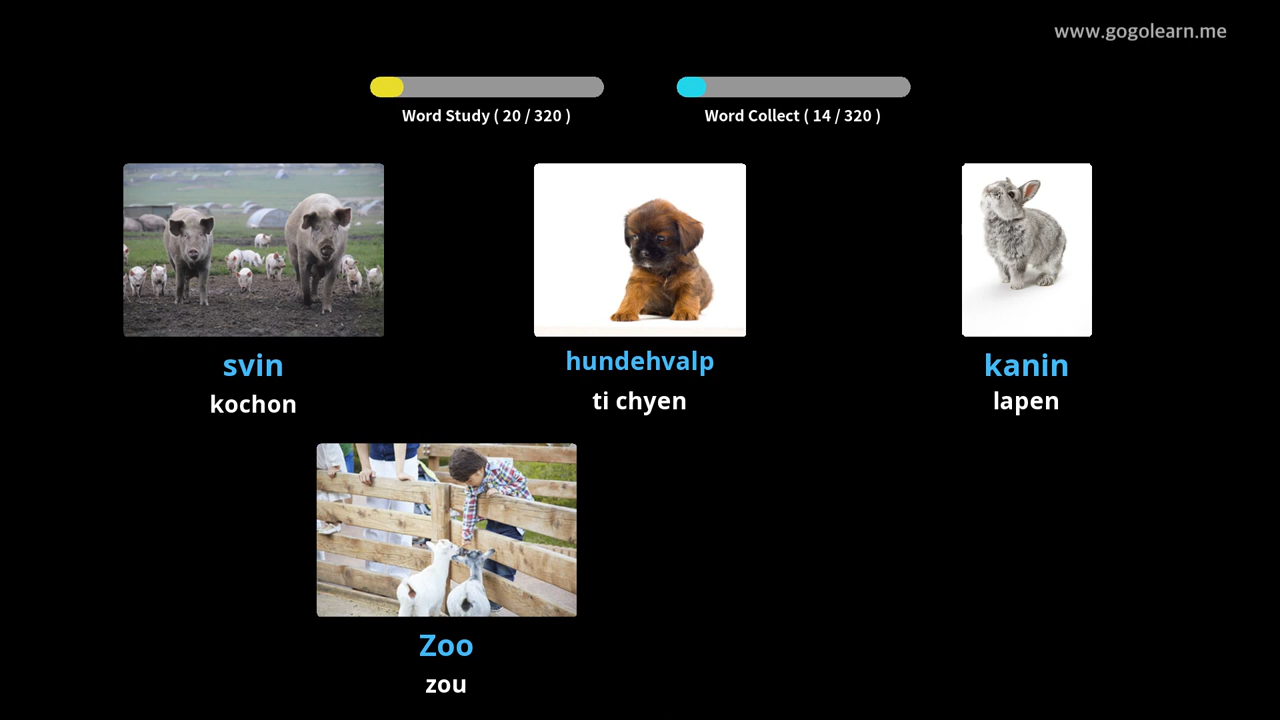 www.gogolearn.me
Word Study ( 20 / 320 )
Word Collect ( 14 / 320 )
svin
kochon
hundehvalp
ti chyen
kanin
lapen
Zoo
zou